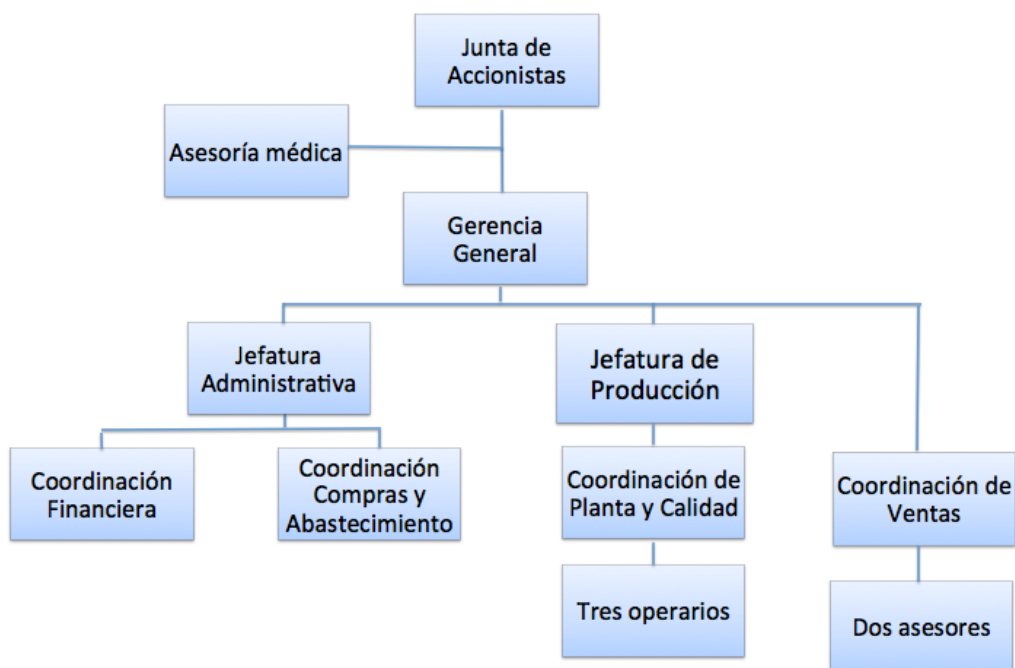 Junta de
Accionistas
Asesoría médica
Gerencia
General
Jefatura
Administrativa
Jefatura de
Producción
Coordinación
Financiera
Coordinación
Compras y
Abastecimiento
Coordinación de
Planta y Calidad
Coordinación de
Ventas
Tres operarios
Dos asesores